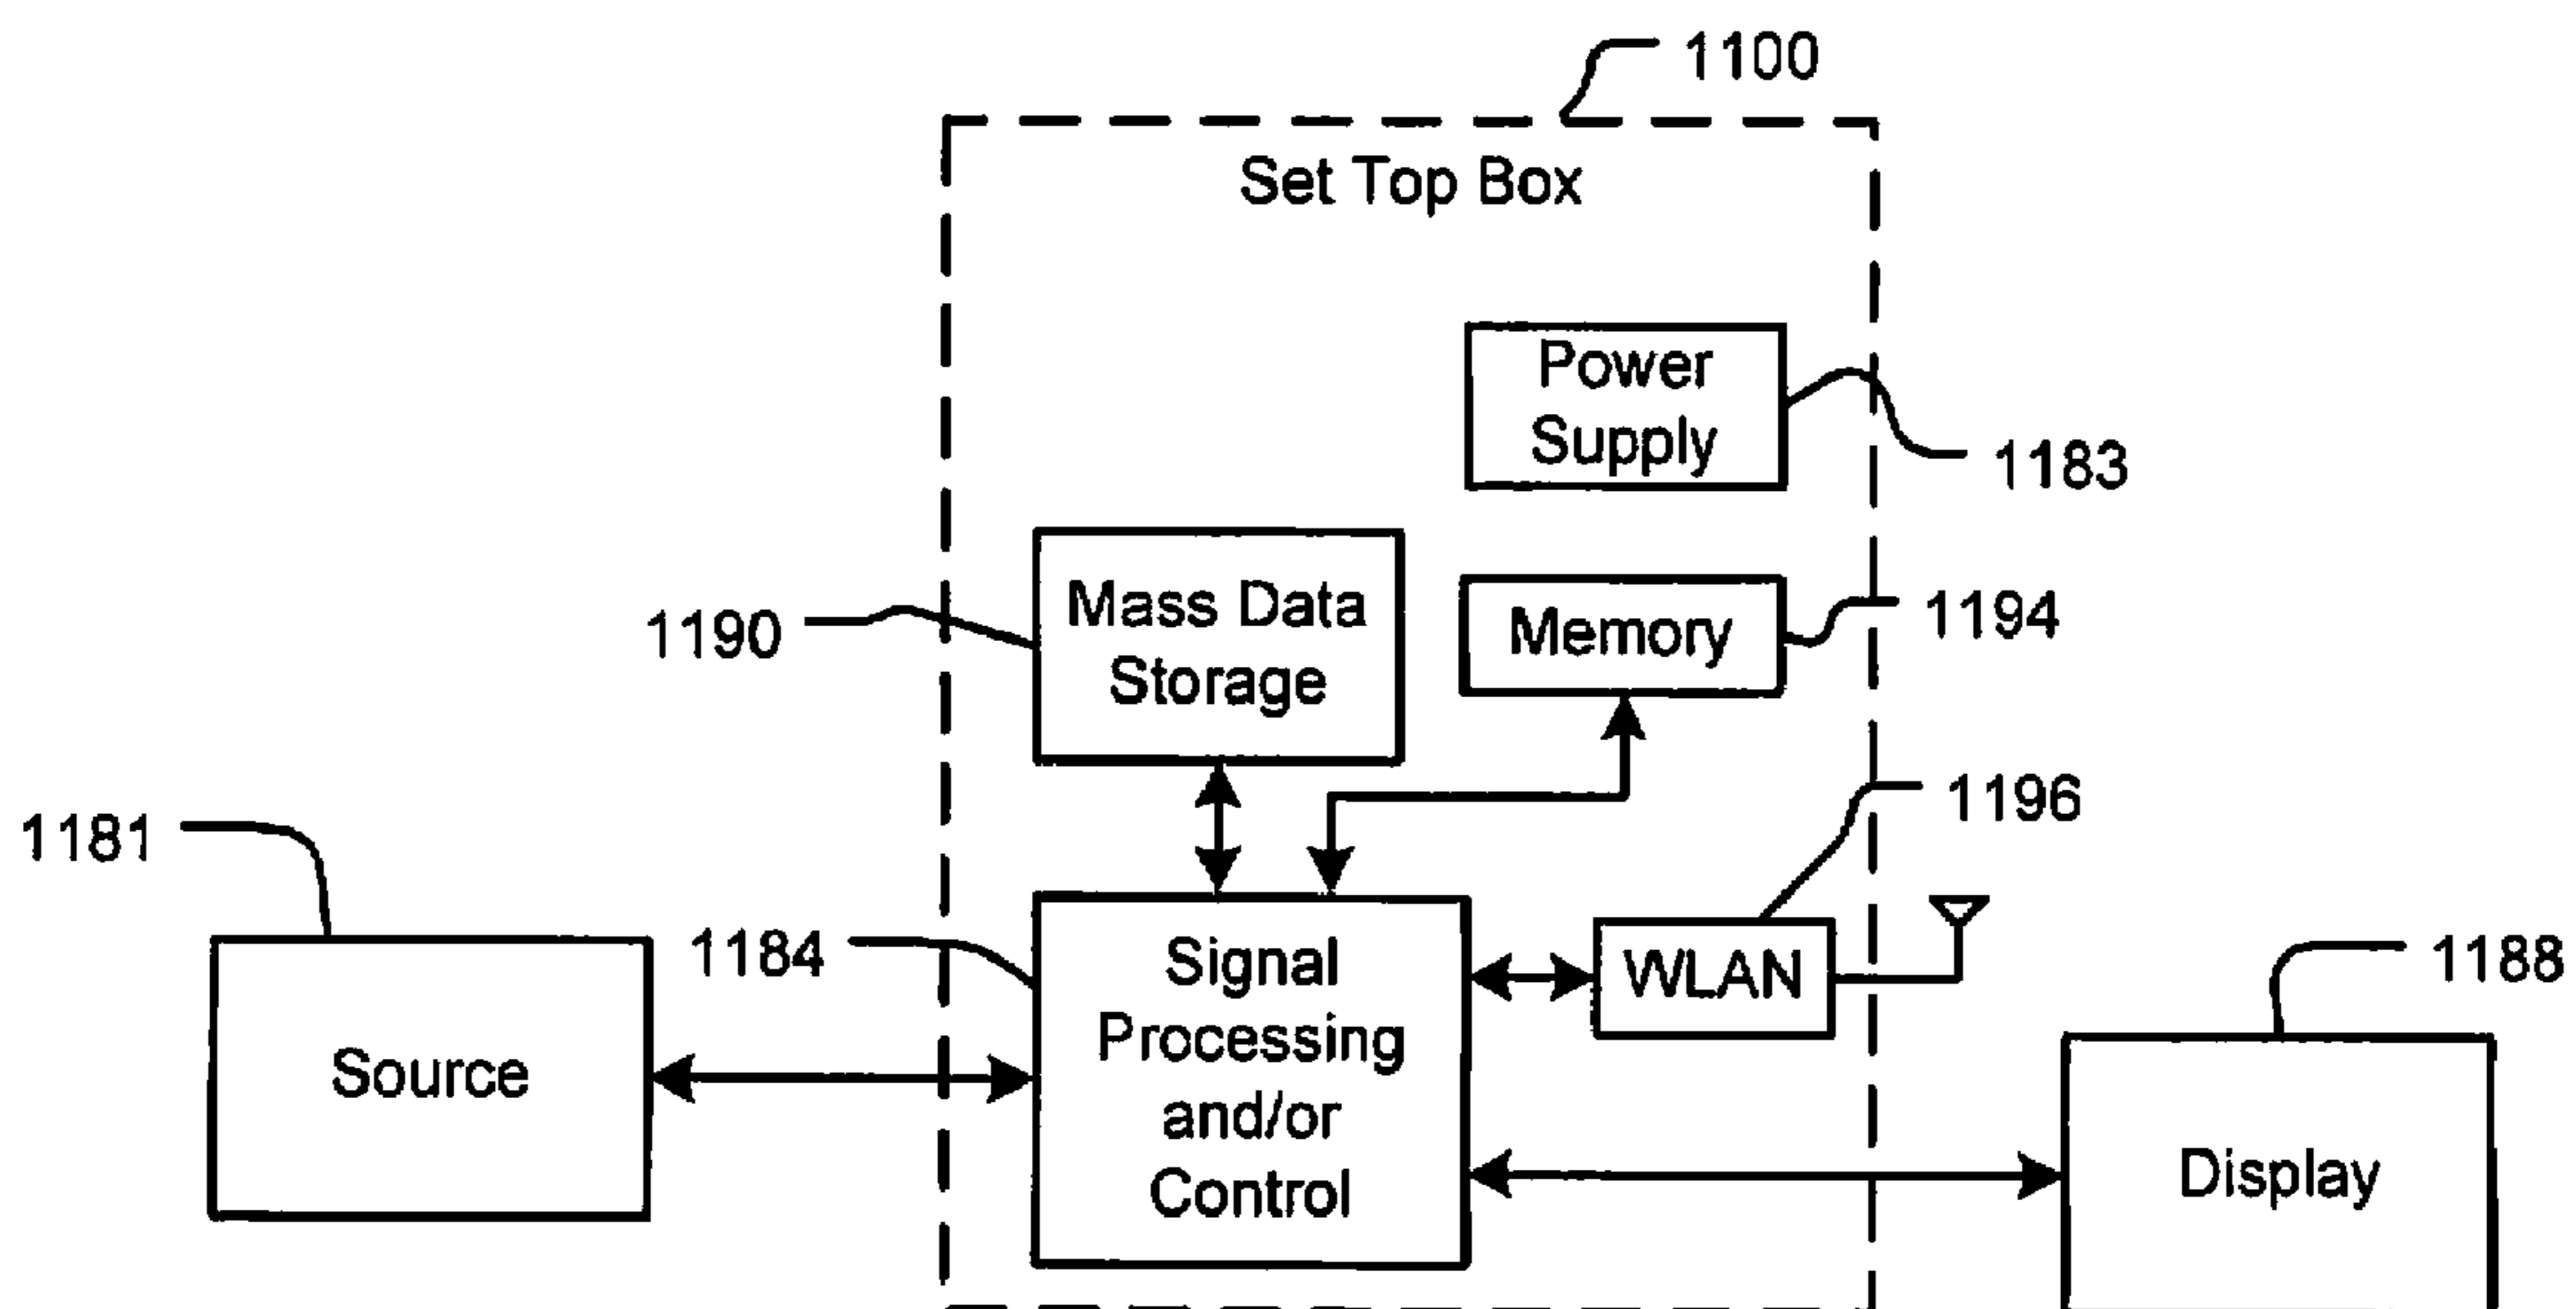 1100
Set Top Box
Power
Supply
1183
Mass Data
Storage
1190
Memory
1194
1196
1181
1184
Signal
Processing
and/or
Control
WLAN
1188
Source
Display